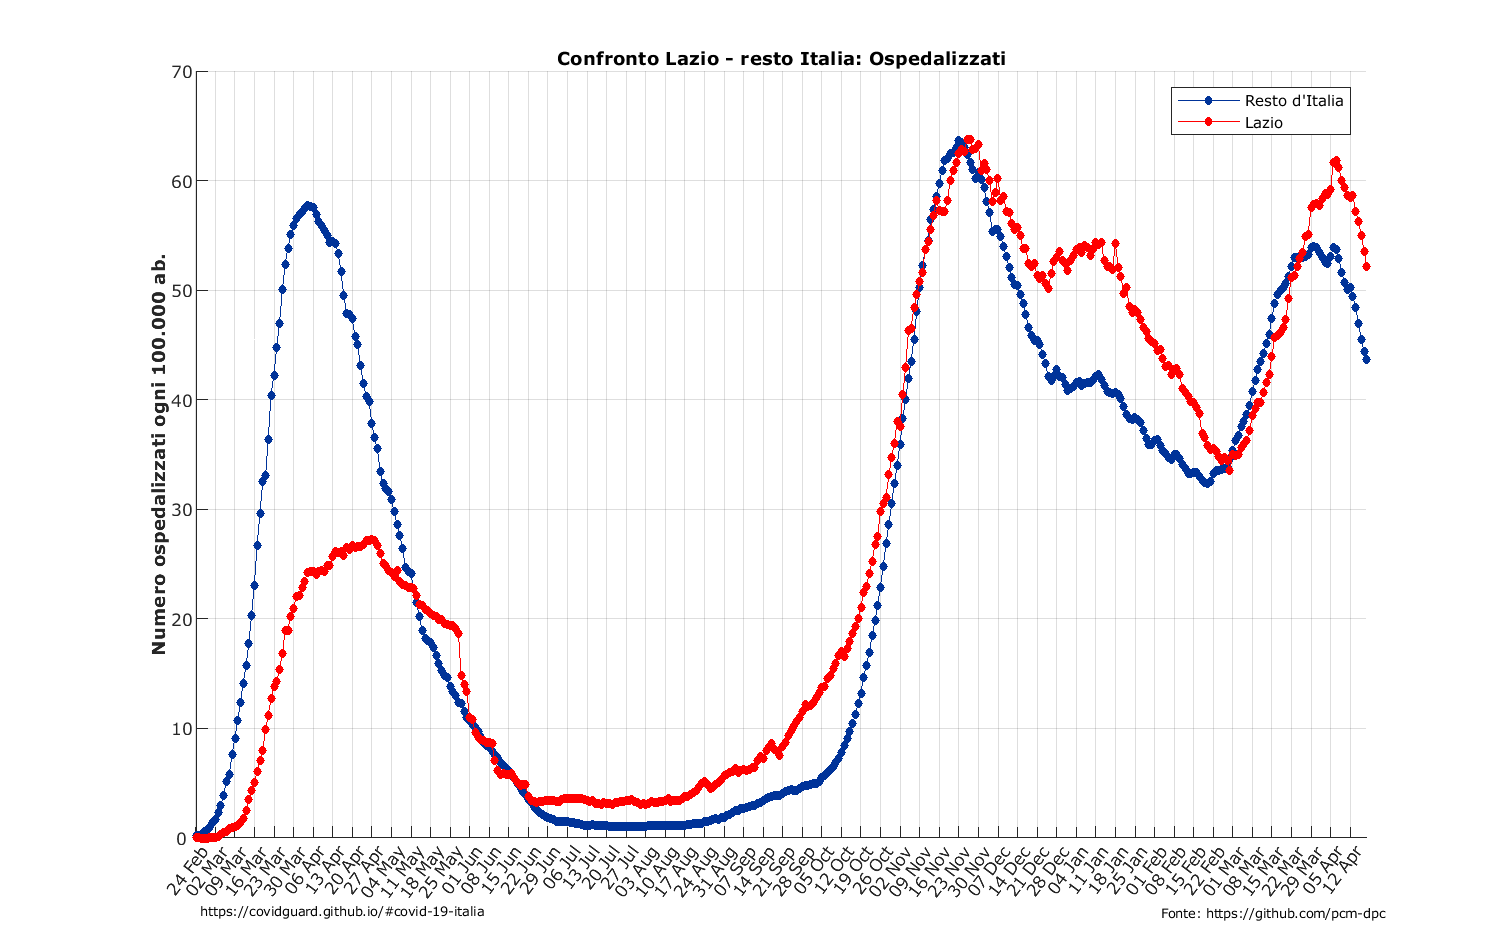 Confronto Lazio - resto Italia: Ospedalizzati
Resto d'Italia
Lazio
Numero ospedalizzati ogni 100.000 ab.
70
60
50
40
30
20
10
0
24 Feb
02 Mar
09 Mar
16 Mar
23 Mar
30 Mar
06 Apr
13 Apr
20 Apr
27 Apr
04 May
11 May
18 May
25 May
01 Jun
08 Jun
15 Jun
22 Jun
29 Jun
06 Jul
13 Jul
20 Jul
27 Jul
03 Aug
10 Aug
17 Aug
24 Aug
31 Aug
07 Sep
14 Sep
21 Sep
28 Sep
05 Oct
12 Oct
19 Oct
26 Oct
02 Nov
09 Nov
16 Nov
23 Nov
30 Nov
07 Dec
14 Dec
21 Dec
28 Dec
04 Jan
11 Jan
18 Jan
25 Jan
01 Feb
08 Feb
15 Feb
22 Feb
01 Mar
08 Mar
15 Mar
22 Mar
29 Mar
05 Apr
12 Apr
https://covidguard.github.io/#covid-19-italia
Fonte: https://github.com/pcm-dpc